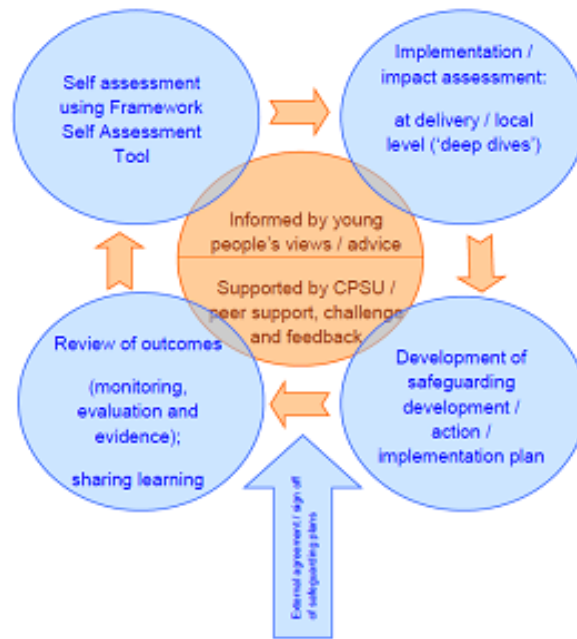 Self assessment
using Framework
Self Assessment
Tool
Implementation /
impact assessment:
at delivery / local
level (‘deep dives’)
Informed by young
people’s views / advice
Supported by CPSU /
peer support, challenge
and feedback
Review of outcomes
(monitoring,
evaluation and
evidence);
sharing learning
Development of
safeguarding
development /
action /
implementation plan
External agreement / sign off
of safeguarding plans